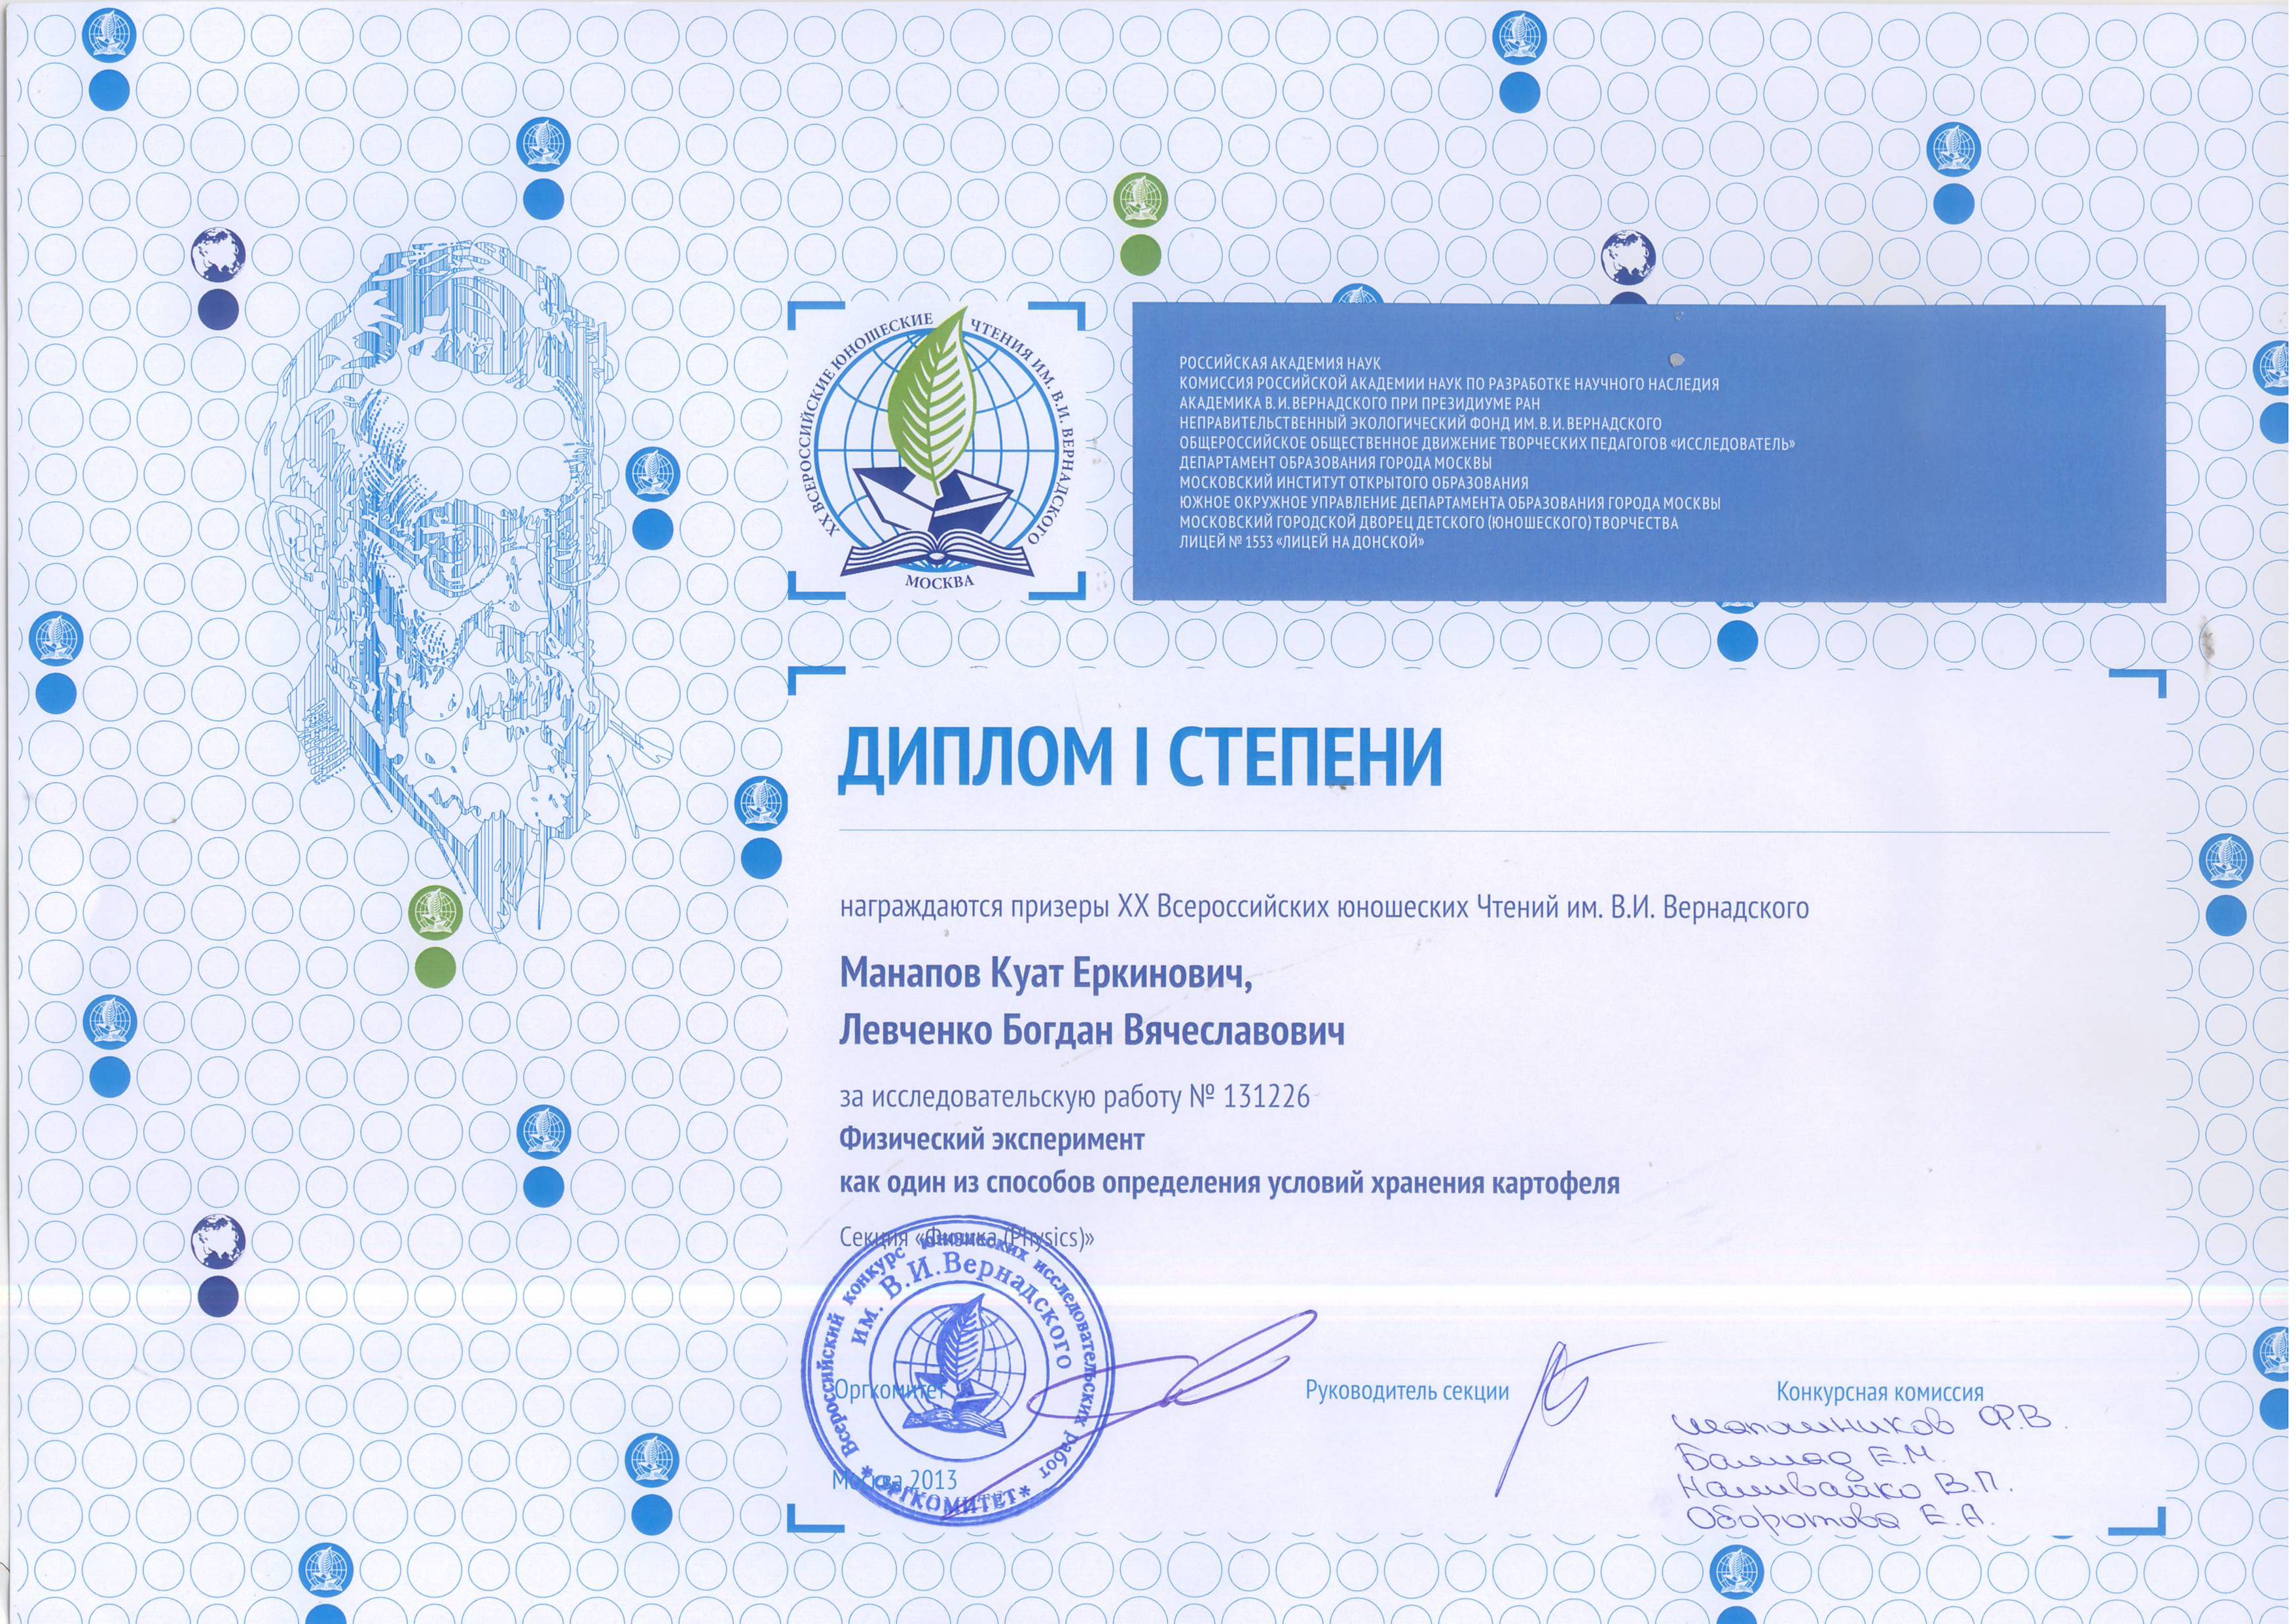 XX ВСЕРОССИЙСКИЕ ЮНОШЕСКИЕ ЧТЕНИЯ ИМ. В.И. ВЕРНАДСКОГО
МОСКВА
РОССИЙСКАЯ АКАДЕМИЯ НАУК
КОМИССИЯ РОССИЙСКОЙ АКАДЕМИИ НАУК ПО РАЗРАБОТКЕ НАУЧНОГО НАСЛЕДИЯ
АКАДЕМИКА В.И.ВЕРНАДСКОГО ПРИ ПРЕЗИДИУМЕ РАН
НЕПРАВИТЕЛЬСТВЕННЫЙ ЭКОЛОГИЧЕСКИЙ ФОНД ИМ. В.И.ВЕРНАДСКОГО
ОБЩЕРОССИЙСКОЕ ОБЩЕСТВЕННОЕ ДВИЖЕНИЕ ТВОРЧЕСКИХ ПЕДАГОГОВ «ИССЛЕДОВАТЕЛЬ»
ДЕПАРТАМЕНТ ОБРАЗОВАНИЯ ГОРОДА МОСКВЫ
МОСКОВСКИЙ ИНСТИТУТ ОТКРЫТОГО ОБРАЗОВАНИЯ
ЮЖНОЕ ОКРУЖНОЕ УПРАВЛЕНИЕ ДЕПАРТАМЕНТА ОБРАЗОВАНИЯ ГОРОДА МОСКВЫ
МОСКОВСКИЙ ГОРОДСКОЙ ДВОРЕЦ ДЕТСКОГО (ЮНОШЕСКОГО) ТВОРЧЕСТВА
ЛИЦЕЙ № 1553 «ЛИЦЕЙ НА ДОНСКОЙ»
ДИПЛОМ I СТЕПЕНИ
награждаются призеры XX Всероссийских юношеских Чтений им. В.И. Вернадского
Манапов Куат Еркинович,
Левченко Богдан Вячеславович
за исследовательскую работу № 131226
Физический эксперимент
как один из способов определения условий хранения картофеля
Секция «Физика (Physics)»
Всероссийский конкурс юношеских исследовательских работ
им. В.И.Вернадского
*ОРГКОМИТЕТ*
Оргкомитет
Руководитель секции
Конкурсная комиссия
Шапошников Ф.В.
Е.М.
Наливайко В.П.
Оборотова Е.А.
Москва 2013